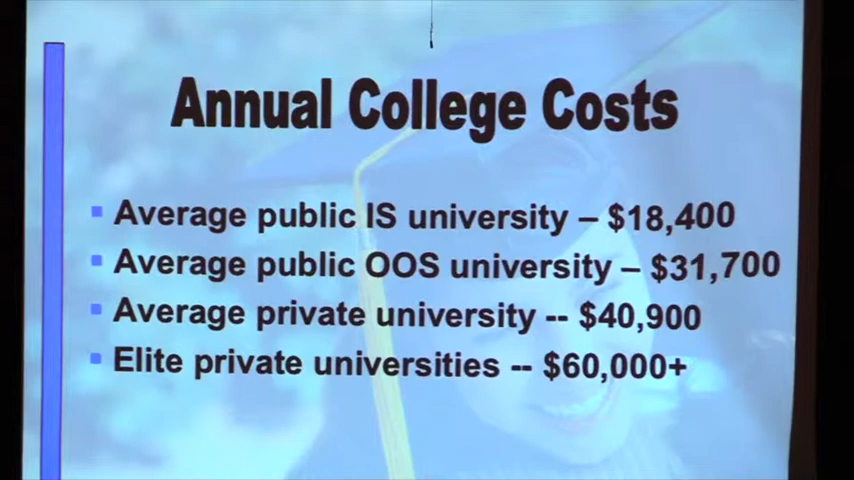 Annual College Costs
Average public IS university – $18,400
Average public OOS university – $31,700
Average private university -- $40,900
Elite private universities -- $60,000+